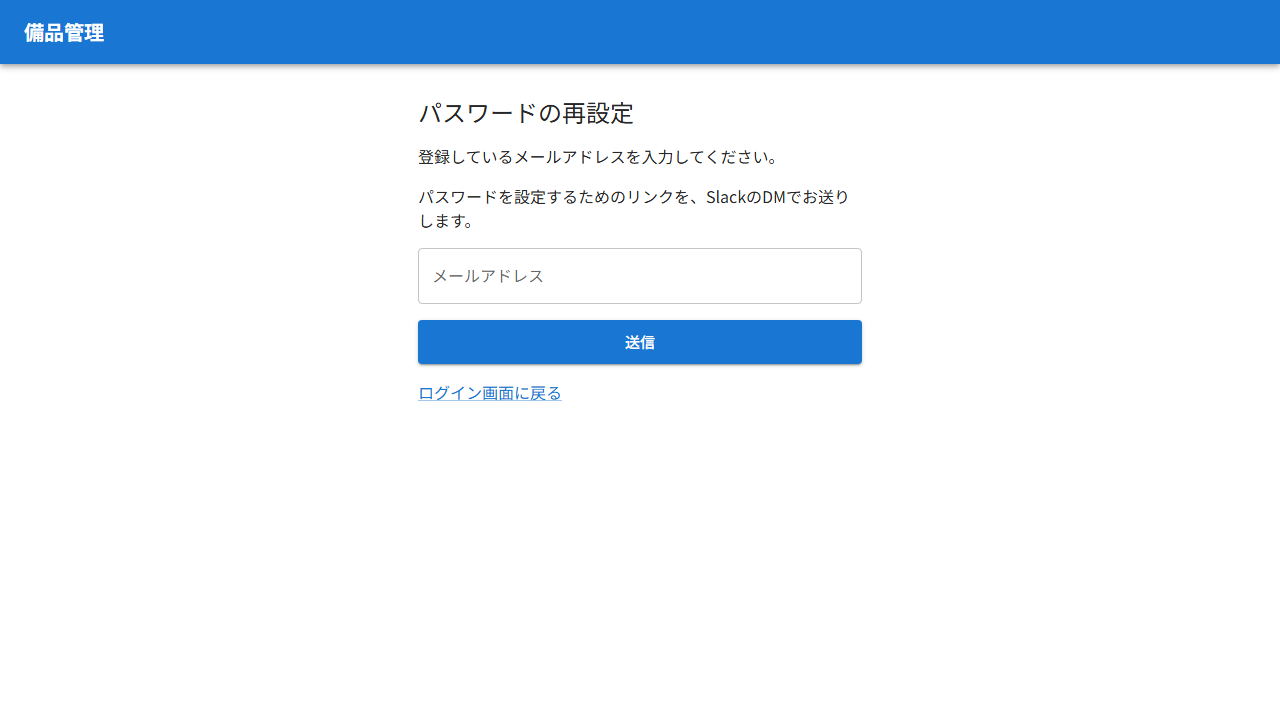 備品管理
パスワードの再設定
登録しているメールアドレスを入力してください。
パスワードを設定するためのリンクを、SlackのDMでお送り
します。
メールアドレス
送信
ログイン画面に戻る